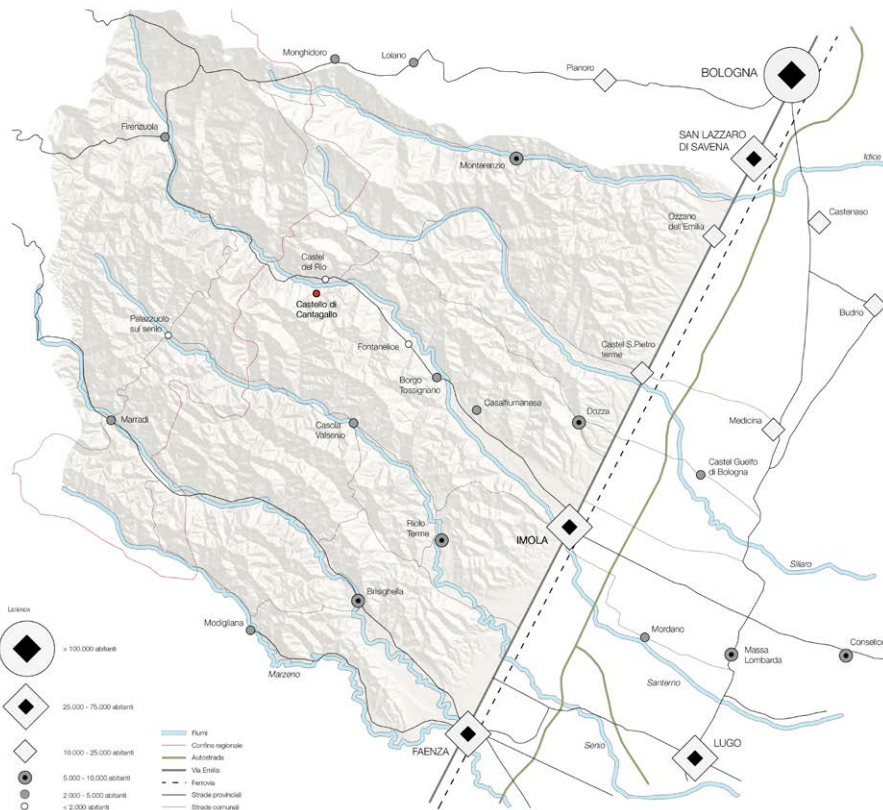 Monghidoro
Loiano
Pianoro
BOLOGNA
Firenzuola
SAN LAZZARO
DI SAVENA
Monterenzio
Idice
Castenaso
Ozzano
dell'Emilia
Castel
del Rio
Castello di
Cantagallo
Budrio
Palazzuolo
sul senio
Fontanelice
Castel S.Pietro
terme
Borgo
Tossignano
Casalfiumanese
Dozza
Marradi
Casola
Valsenio
Medicina
Castel Guelfo
di Bologna
Riolo
Terme
IMOLA
Sillaro
Brisighella
LEGENDA
Modigliana
Mordano
Massa
Lombarda
Conselice
> 100.000 abitanti
Marzeno
Santerno
25.000 - 75.000 abitanti
FAENZA
Senio
LUGO
10.000 - 25.000 abitanti
5.000 - 10.000 abitanti
2.000 - 5.000 abitanti
< 2.000 abitanti
Fiumi
Confine regionale
Autostrada
Via Emilia
Ferrovia
Strade provinciali
Strade comunali